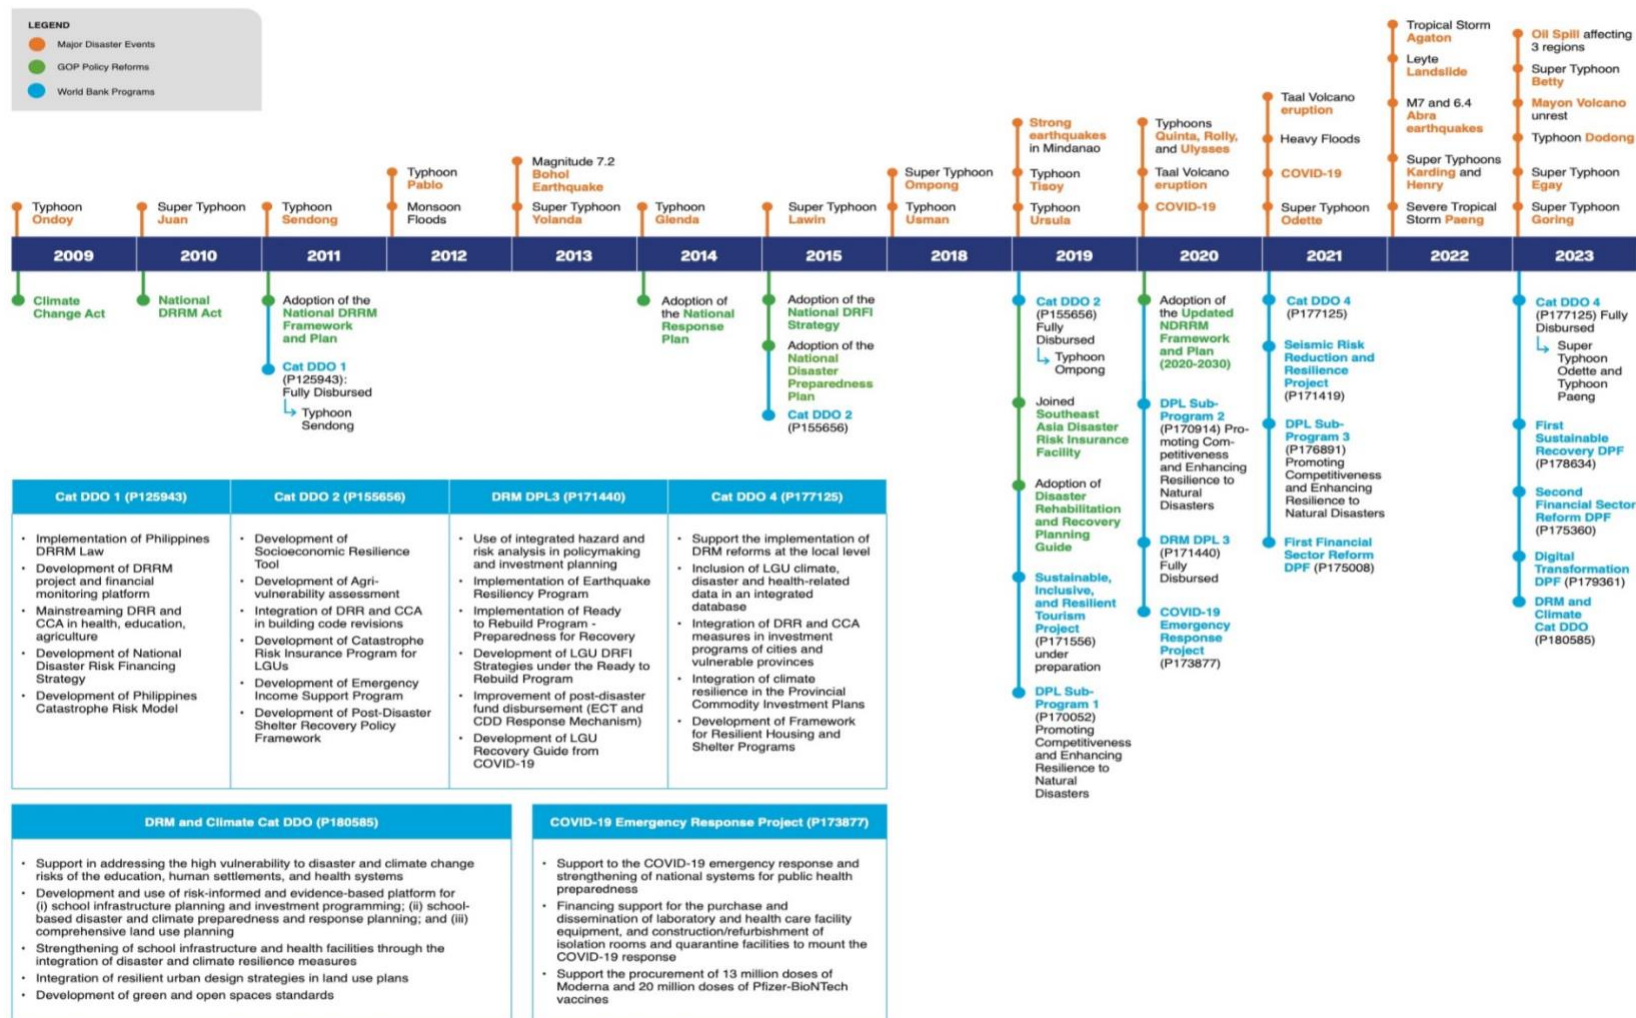 LEGEND
Major Disaster Events
GOP Policy Reforms
World Bank Programs
Typhoon
Ondoy
Super Typhoon
Juan
Typhoon
Sendong
Typhoon
Pablo
Monsoon
Floods
Magnitude 7.2
Bohol
Earthquake
Super Typhoon
Yolanda
Typhoon
Glenda
Super Typhoon
Lawin
Super Typhoon
Ompong
Typhoon
Usman
Strong
earthquakes
in Mindanao
Typhoon
Tisoy
Typhoon
Ursula
Typhoons
Quinta, Rolly,
and Ulysses
Taal Volcano
eruption
COVID-19
Taal Volcano
eruption
Heavy Floods
COVID-19
Super Typhoon
Odette
Tropical Storm
Agaton
Leyte
Landslide
M7 and 6.4
Abra
earthquakes
Super Typhoons
Karding and
Henry
Severe Tropical
Storm Paeng
Oil Spill affecting
3 regions
Super Typhoon
Betty
Mayon Volcano
unrest
Typhoon Dodong
Super Typhoon
Egay
Super Typhoon
Goring
2009 2010 2011 2012 2013 2014 2015 2018 2019 2020 2021 2022 2023
Climate
Change Act
National
DRRM Act
Adoption of the
National DRRM
Framework
and Plan
Cat DDO 1
(P125943):
Fully Disbursed
Typhoon
Sendong
Adoption of
the National
Response
Plan
Adoption of the
National DRFI
Strategy
Adoption of the
National
Disaster
Preparedness
Plan
Cat DDO 2
(P155656)
Cat DDO 2
(P155656)
Fully
Disbursed
Typhoon
Ompong
Joined
Southeast
Asia Disaster
Risk Insurance
Facility
Adoption of
Disaster
Rehabilitation
and Recovery
Planning
Guide
Sustainable,
Inclusive,
and Resilient
Tourism
Project
(P171556)
under
preparation
DPL Sub-
Program 1
(P170052)
Promoting
Competitiveness
and Enhancing
Resilience to
Natural
Disasters
Adoption of
the Updated
NDRRM
Framework
and Plan
(2020-2030)
DPL Sub-
Program 2
(P170914) Pro-
moting Com-
petitiveness
and Enhancing
Resilience to
Natural
Disasters
DRM DPL 3
(P171440)
Fully
Disbursed
COVID-19
Emergency
Response
Project
(P173877)
Cat DDO 4
(P177125)
Seismic Risk
Reduction and
Resilience
Project
(P171419)
DPL Sub-
Program 3
(P176891)
Promoting
Competitiveness
and Enhancing
Resilience to
Natural Disasters
First Financial
Sector Reform
DPF (P175008)
Cat DDO 4
(P177125) Fully
Disbursed
Super
Typhoon
Odette and
Typhoon
Paeng
First
Sustainable
Recovery DPF
(P178634)
Second
Financial Sector
Reform DPF
(P175360)
Digital
Transformation
DPF (P179361)
DRM and
Climate
Cat DDO
(P180585)
Cat DDO 1 (P125943)
• Implementation of Philippines
DRRM Law
• Development of DRRM
project and financial
monitoring platform
• Mainstreaming DRR and
CCA in health, education,
agriculture
• Development of National
Disaster Risk Financing
Strategy
• Development of Philippines
Catastrophe Risk Model
Cat DDO 2 (P155656)
• Development of
Socioeconomic Resilience
Tool
• Development of Agri-
vulnerability assessment
• Integration of DRR and CCA
in building code revisions
• Development of Catastrophe
Risk Insurance Program for
LGUs
• Development of Emergency
Income Support Program
• Development of Post-Disaster
Shelter Recovery Policy
Framework
DRM DPL3 (P171440)
• Use of integrated hazard and
risk analysis in policymaking
and investment planning
• Implementation of Earthquake
Resiliency Program
• Implementation of Ready
to Rebuild Program -
Preparedness for Recovery
• Development of LGU DRFI
Strategies under the Ready to
Rebuild Program
• Improvement of post-disaster
fund disbursement (ECT and
CDD Response Mechanism)
• Development of LGU
Recovery Guide from
COVID-19
Cat DDO 4 (P177125)
• Support the implementation of
DRM reforms at the local level
• Inclusion of LGU climate,
disaster and health-related
data in an integrated
database
• Integration of DRR and CCA
measures in investment
programs of cities and
vulnerable provinces
• Integration of climate
resilience in the Provincial
Commodity Investment Plans
• Development of Framework
for Resilient Housing and
Shelter Programs
DRM and Climate Cat DDO (P180585)
• Support in addressing the high vulnerability to disaster and climate change
risks of the education, human settlements, and health systems
• Development and use of risk-informed and evidence-based platform for
(i) school infrastructure planning and investment programming; (ii) school-
based disaster and climate preparedness and response planning; and (iii)
comprehensive land use planning
• Strengthening of school infrastructure and health facilities through the
integration of disaster and climate resilience measures
• Integration of resilient urban design strategies in land use plans
• Development of green and open spaces standards
COVID-19 Emergency Response Project (P173877)
• Support to the COVID-19 emergency response and
strengthening of national systems for public health
preparedness
• Financing support for the purchase and
dissemination of laboratory and health care facility
equipment, and construction/refurbishment of
isolation rooms and quarantine facilities to mount the
COVID-19 response
• Support the procurement of 13 million doses of
Moderna and 20 million doses of Pfizer-BioNTech
vaccines